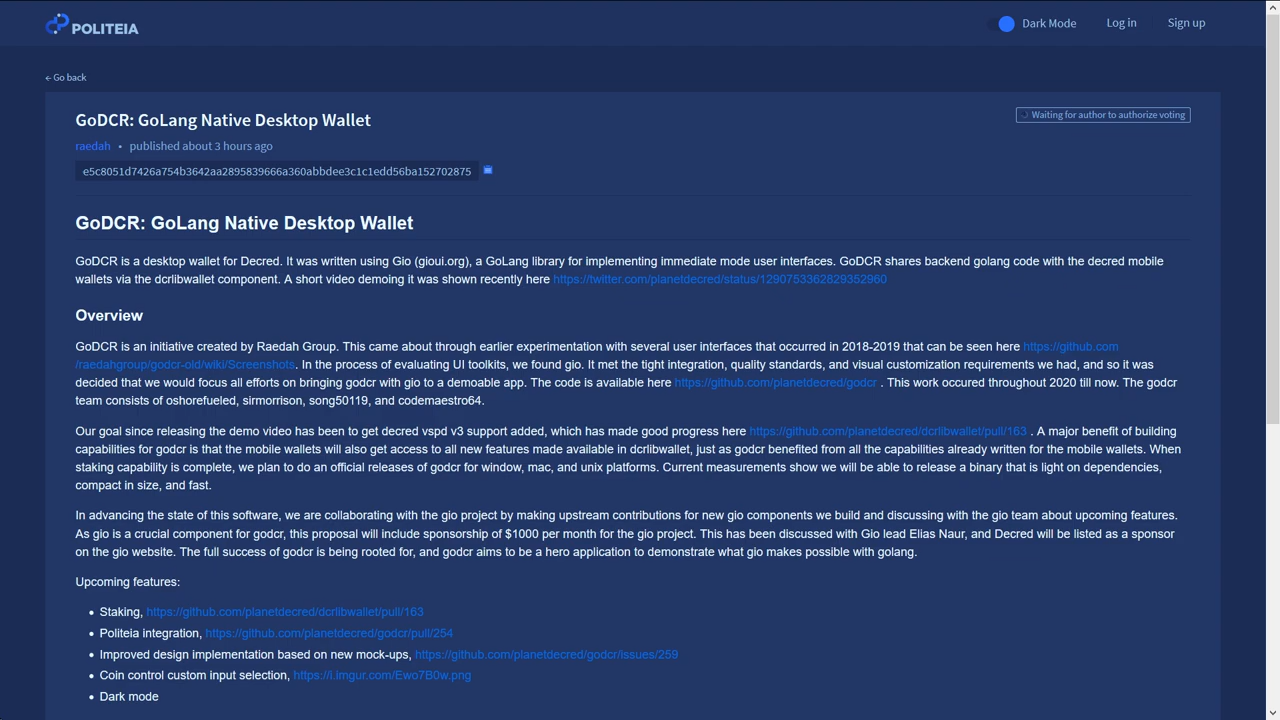 POLITEIA
Dark Mode
Log in
Sign up
← Go back
GoDCR: GoLang Native Desktop Wallet
Waiting for author to authorize voting
raedah • published about 3 hours ago
e5c8051d7426a754b3642aa2895839666a360abbdee3c1c1edd56ba152702875
GoDCR: GoLang Native Desktop Wallet
GoDCR is a desktop wallet for Decred. It was written using Gio (gioui.org), a GoLang library for implementing immediate mode user interfaces. GoDCR shares backend golang code with the decred mobile
wallets via the dcrlibwallet component. A short video demoing it was shown recently here https://twitter.com/planetdecred/status/1290753362829352960
Overview
GoDCR is an initiative created by Raedah Group. This came about through earlier experimentation with several user interfaces that occurred in 2018-2019 that can be seen here https://github.com
/raedahgroup/godcr-old/wiki/Screenshots. In the process of evaluating UI toolkits, we found gio. It met the tight integration, quality standards, and visual customization requirements we had, and so it was
decided that we would focus all efforts on bringing godcr with gio to a demoable app. The code is available here https://github.com/planetdecred/godcr . This work occured throughout 2020 till now. The godcr
team consists of oshorefueled, sirmorrison, song50119, and codemaestro64.
Our goal since releasing the demo video has been to get decred vspd v3 support added, which has made good progress here https://github.com/planetdecred/dcrlibwallet/pull/163 . A major benefit of building
capabilities for godcr is that the mobile wallets will also get access to all new features made available in dcrlibwallet, just as godcr benefited from all the capabilities already written for the mobile wallets. When
staking capability is complete, we plan to do an official releases of godcr for window, mac, and unix platforms. Current measurements show we will be able to release a binary that is light on dependencies,
compact in size, and fast.
In advancing the state of this software, we are collaborating with the gio project by making upstream contributions for new gio components we build and discussing with the gio team about upcoming features.
As gio is a crucial component for godcr, this proposal will include sponsorship of $1000 per month for the gio project. This has been discussed with Gio lead Elias Naur, and Decred will be listed as a sponsor
on the gio website. The full success of godcr is being rooted for, and godcr aims to be a hero application to demonstrate what gio makes possible with golang.
Upcoming features:
• Staking, https://github.com/planetdecred/dcrlibwallet/pull/163
• Politeia integration, https://github.com/planetdecred/godcr/pull/254
• Improved design implementation based on new mock-ups, https://github.com/planetdecred/godcr/issues/259
• Coin control custom input selection, https://i.imgur.com/Ewo7B0w.png
• Dark mode